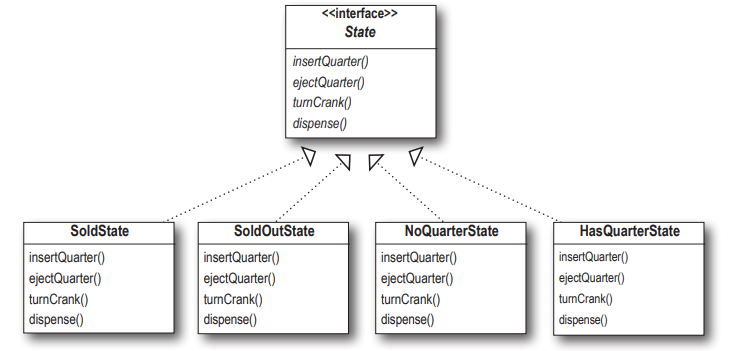 <<interface>>
State
insertQuarter()
ejectQuarter()
turnCrank()
dispense()
SoldState
insertQuarter()
ejectQuarter()
turnCrank()
dispense()
SoldOutState
insertQuarter()
ejectQuarter()
turnCrank()
dispense()
NoQuarterState
insertQuarter()
ejectQuarter()
turnCrank()
dispense()
HasQuarterState
insertQuarter()
ejectQuarter()
turnCrank()
dispense()